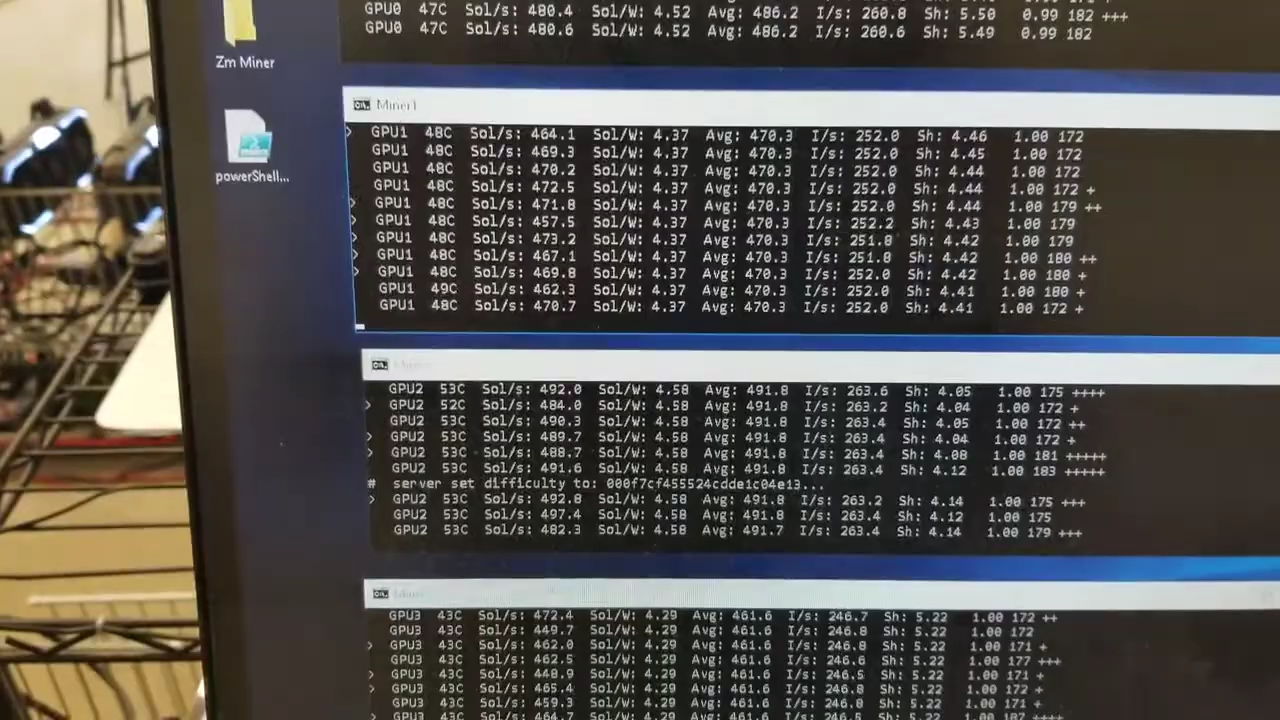 GPU0 47C Sol/s: 480.4 Sol/W: 4.52 Avg: 486.2 I/s: 260.8 Sh: 5.50 0.99 182 +++
GPU0 47C Sol/s: 480.6 Sol/W: 4.52 Avg: 486.2 I/s: 260.6 Sh: 5.49 0.99 182
Zm Miner
powerShell...
Miner1
> GPU1 48C Sol/s: 464.1 Sol/W: 4.37 Avg: 470.3 I/s: 252.0 Sh: 4.46 1.00 172
GPU1 48C Sol/s: 469.3 Sol/W: 4.37 Avg: 470.3 I/s: 252.0 Sh: 4.45 1.00 172
GPU1 48C Sol/s: 470.2 Sol/W: 4.37 Avg: 470.3 I/s: 252.0 Sh: 4.44 1.00 172
GPU1 48C Sol/s: 472.5 Sol/W: 4.37 Avg: 470.3 I/s: 252.0 Sh: 4.44 1.00 172 +
> GPU1 48C Sol/s: 471.8 Sol/W: 4.37 Avg: 470.3 I/s: 252.0 Sh: 4.44 1.00 179 ++
GPU1 48C Sol/s: 457.5 Sol/W: 4.37 Avg: 470.3 I/s: 252.2 Sh: 4.43 1.00 179
> GPU1 48C Sol/s: 473.2 Sol/W: 4.37 Avg: 470.3 I/s: 251.8 Sh: 4.42 1.00 179
> GPU1 48C Sol/s: 467.1 Sol/W: 4.37 Avg: 470.3 I/s: 251.8 Sh: 4.42 1.00 180 ++
> GPU1 48C Sol/s: 469.8 Sol/W: 4.37 Avg: 470.3 I/s: 252.0 Sh: 4.42 1.00 180 +
GPU1 49C Sol/s: 462.3 Sol/W: 4.37 Avg: 470.3 I/s: 252.0 Sh: 4.41 1.00 180 +
GPU1 48C Sol/s: 470.7 Sol/W: 4.37 Avg: 470.3 I/s: 252.0 Sh: 4.41 1.00 172 +
GPU2 53C Sol/s: 492.0 Sol/W: 4.58 Avg: 491.8 I/s: 263.6 Sh: 4.05 1.00 175 ++++
> GPU2 52C Sol/s: 484.0 Sol/W: 4.58 Avg: 491.8 I/s: 263.2 Sh: 4.04 1.00 172 +
GPU2 53C Sol/s: 490.3 Sol/W: 4.58 Avg: 491.8 I/s: 263.4 Sh: 4.05 1.00 172 ++
> GPU2 53C Sol/s: 489.7 Sol/W: 4.58 Avg: 491.8 I/s: 263.4 Sh: 4.04 1.00 172 +
> GPU2 53C Sol/s: 488.7 Sol/W: 4.58 Avg: 491.8 I/s: 263.4 Sh: 4.08 1.00 181 +++++
GPU2 53C Sol/s: 491.6 Sol/W: 4.58 Avg: 491.8 I/s: 263.4 Sh: 4.12 1.00 183 +++++
# server set difficulty to: 000f7cf455524cdde1c04e13...
> GPU2 53C Sol/s: 492.8 Sol/W: 4.58 Avg: 491.8 I/s: 263.2 Sh: 4.14 1.00 175 +++
GPU2 53C Sol/s: 497.4 Sol/W: 4.58 Avg: 491.8 I/s: 263.4 Sh: 4.12 1.00 175
GPU2 53C Sol/s: 482.3 Sol/W: 4.58 Avg: 491.7 I/s: 263.4 Sh: 4.14 1.00 179 +++
GPU3 43C Sol/s: 472.4 Sol/W: 4.29 Avg: 461.6 I/s: 246.7 Sh: 5.22 1.00 172 ++
GPU3 43C Sol/s: 449.7 Sol/W: 4.29 Avg: 461.6 I/s: 246.8 Sh: 5.22 1.00 172
> GPU3 43C Sol/s: 462.0 Sol/W: 4.29 Avg: 461.6 I/s: 246.8 Sh: 5.22 1.00 171 +
GPU3 43C Sol/s: 462.5 Sol/W: 4.29 Avg: 461.6 I/s: 246.6 Sh: 5.22 1.00 177 +++
> GPU3 43C Sol/s: 448.9 Sol/W: 4.29 Avg: 461.6 I/s: 246.5 Sh: 5.22 1.00 171 +
> GPU3 43C Sol/s: 465.4 Sol/W: 4.29 Avg: 461.6 I/s: 246.8 Sh: 5.22 1.00 172 +
GPU3 43C Sol/s: 459.3 Sol/W: 4.29 Avg: 461.6 I/s: 246.8 Sh: 5.22 1.00 171 +
> GPU3 43C Sol/s: 464.7 Sol/W: 4.29 Avg: 461.6 I/s: 246.5 Sh: 5.22 1.00 187 ++++